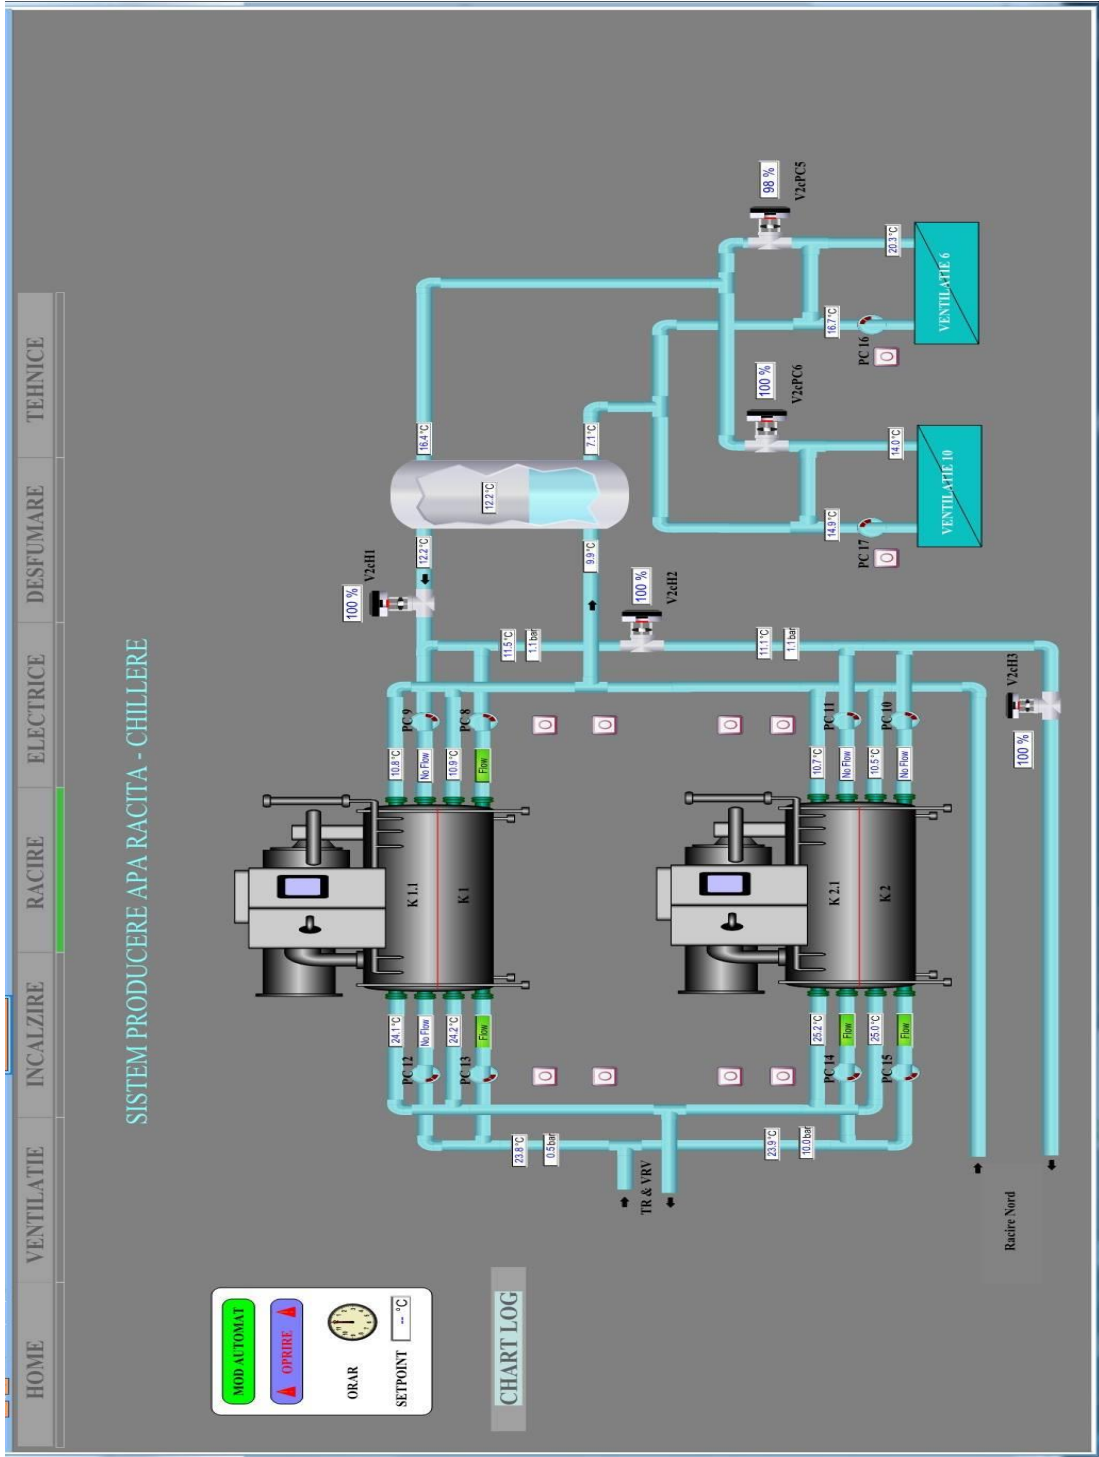 HOME
VENTILATIE
INCALZIRE
RACIRE
ELECTRICE
DESFUMARE
TEHNICE
SISTEM PRODUCERE APA RACITA - CHILLERE
MOD AUTOMAT
OPRIRE
ORAR
SETPOINT
-- °C
CHART LOG
K 1.1
K 1
24.1 °C
No Flow
24.2 °C
Flow
PC 12
PC 13
10.8 °C
No Flow
10.9 °C
Flow
PC 9
PC 8
100 %
V2cH1
12.2 °C
16.4 °C
12.2 °C
9.9 °C
7.1 °C
11.5 °C
1.1 bar
100 %
V2cH2
11.1 °C
1.1 bar
23.8 °C
0.5 bar
TR & VRV
23.9 °C
10.0 bar
K 2.1
K 2
25.2 °C
Flow
25.0 °C
Flow
PC 14
PC 15
10.7 °C
No Flow
10.5 °C
No Flow
PC 11
PC 10
98 %
V2cPC5
100 %
V2cPC6
14.9 °C
14.0 °C
PC 17
VENTILATIE 10
16.7 °C
20.3 °C
PC 16
VENTILATIE 6
100 %
V2cH3
Racire Nord